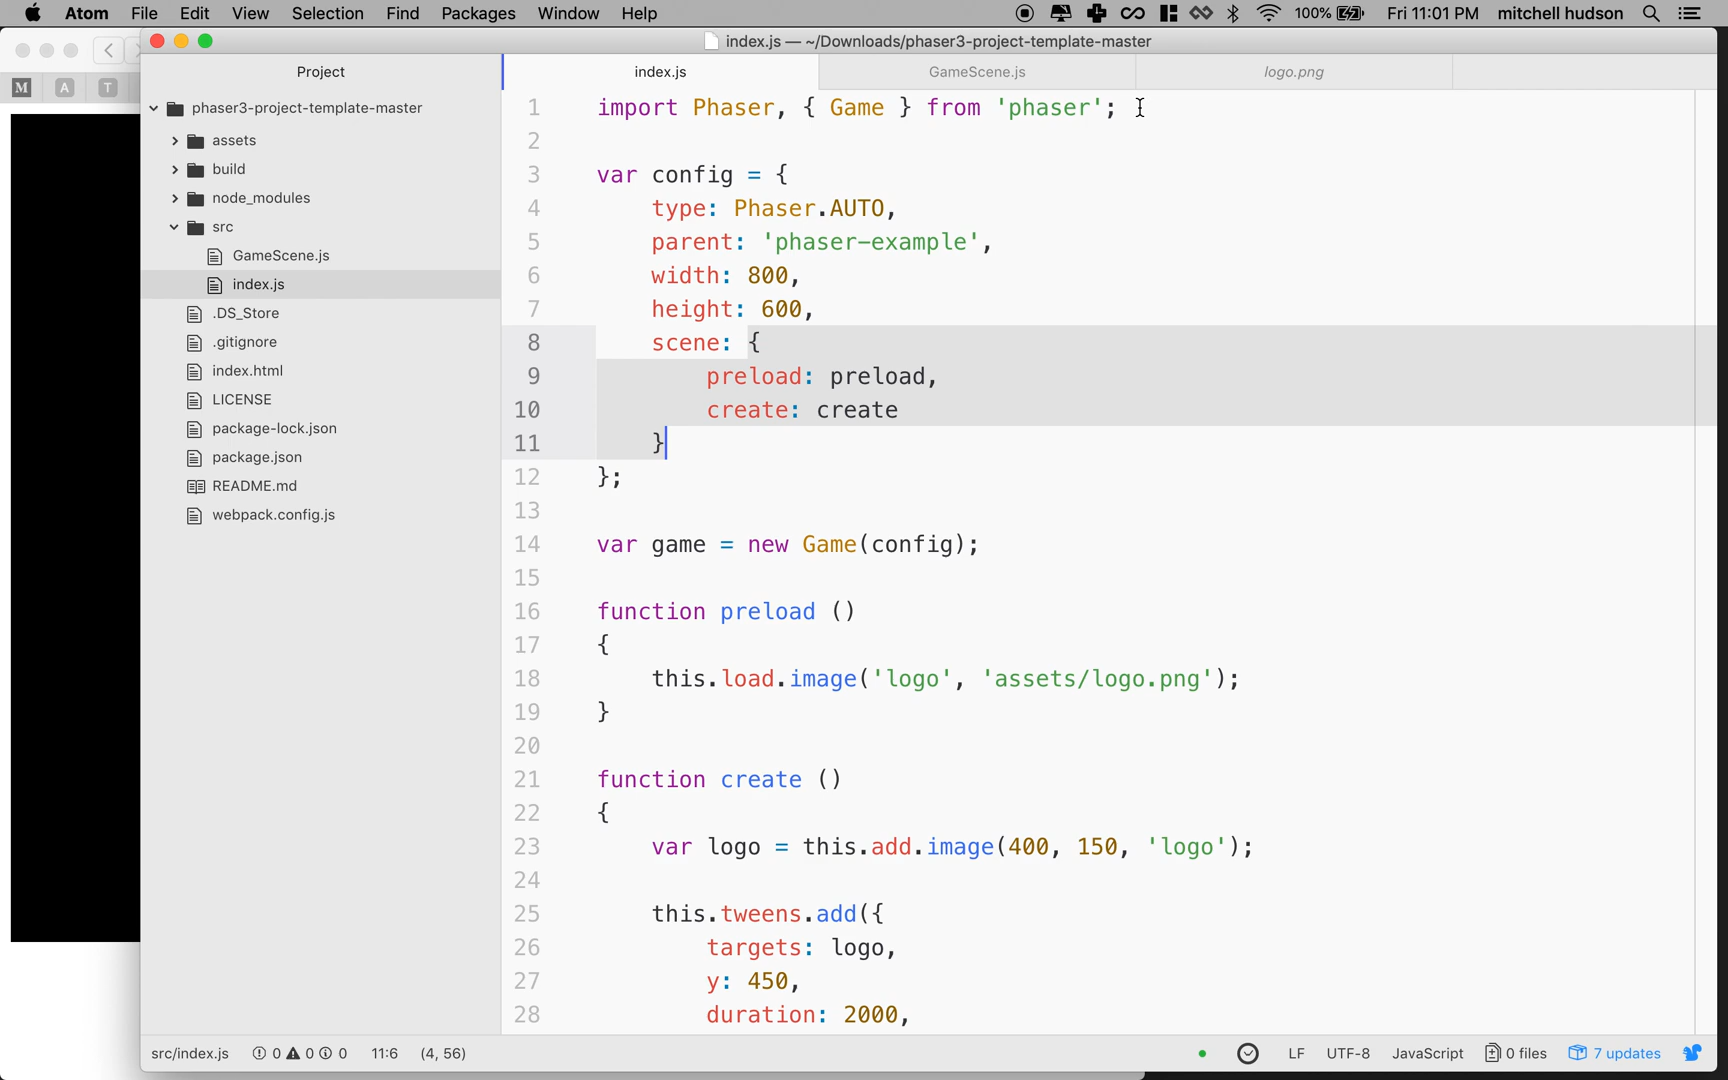 Atom File Edit View Selection Find Packages Window Help 100% Fri 11:01 PM mitchell hudson
index.js — ~/Downloads/phaser3-project-template-master
M A T
Project
index.js GameScene.js logo.png
phaser3-project-template-master
assets
build
node_modules
src
GameScene.js
index.js
.DS_Store
.gitignore
index.html
LICENSE
package-lock.json
package.json
README.md
webpack.config.js
1 import Phaser, { Game } from 'phaser';
2
3 var config = {
4 type: Phaser.AUTO,
5 parent: 'phaser-example',
6 width: 800,
7 height: 600,
8 scene: {
9 preload: preload,
10 create: create
11 }
12 };
13
14 var game = new Game(config);
15
16 function preload ()
17 {
18 this.load.image('logo', 'assets/logo.png');
19 }
20
21 function create ()
22 {
23 var logo = this.add.image(400, 150, 'logo');
24
25 this.tweens.add({
26 targets: logo,
27 y: 450,
28 duration: 2000,
src/index.js 0 0 0 11:6 (4, 56) LF UTF-8 JavaScript 0 files 7 updates